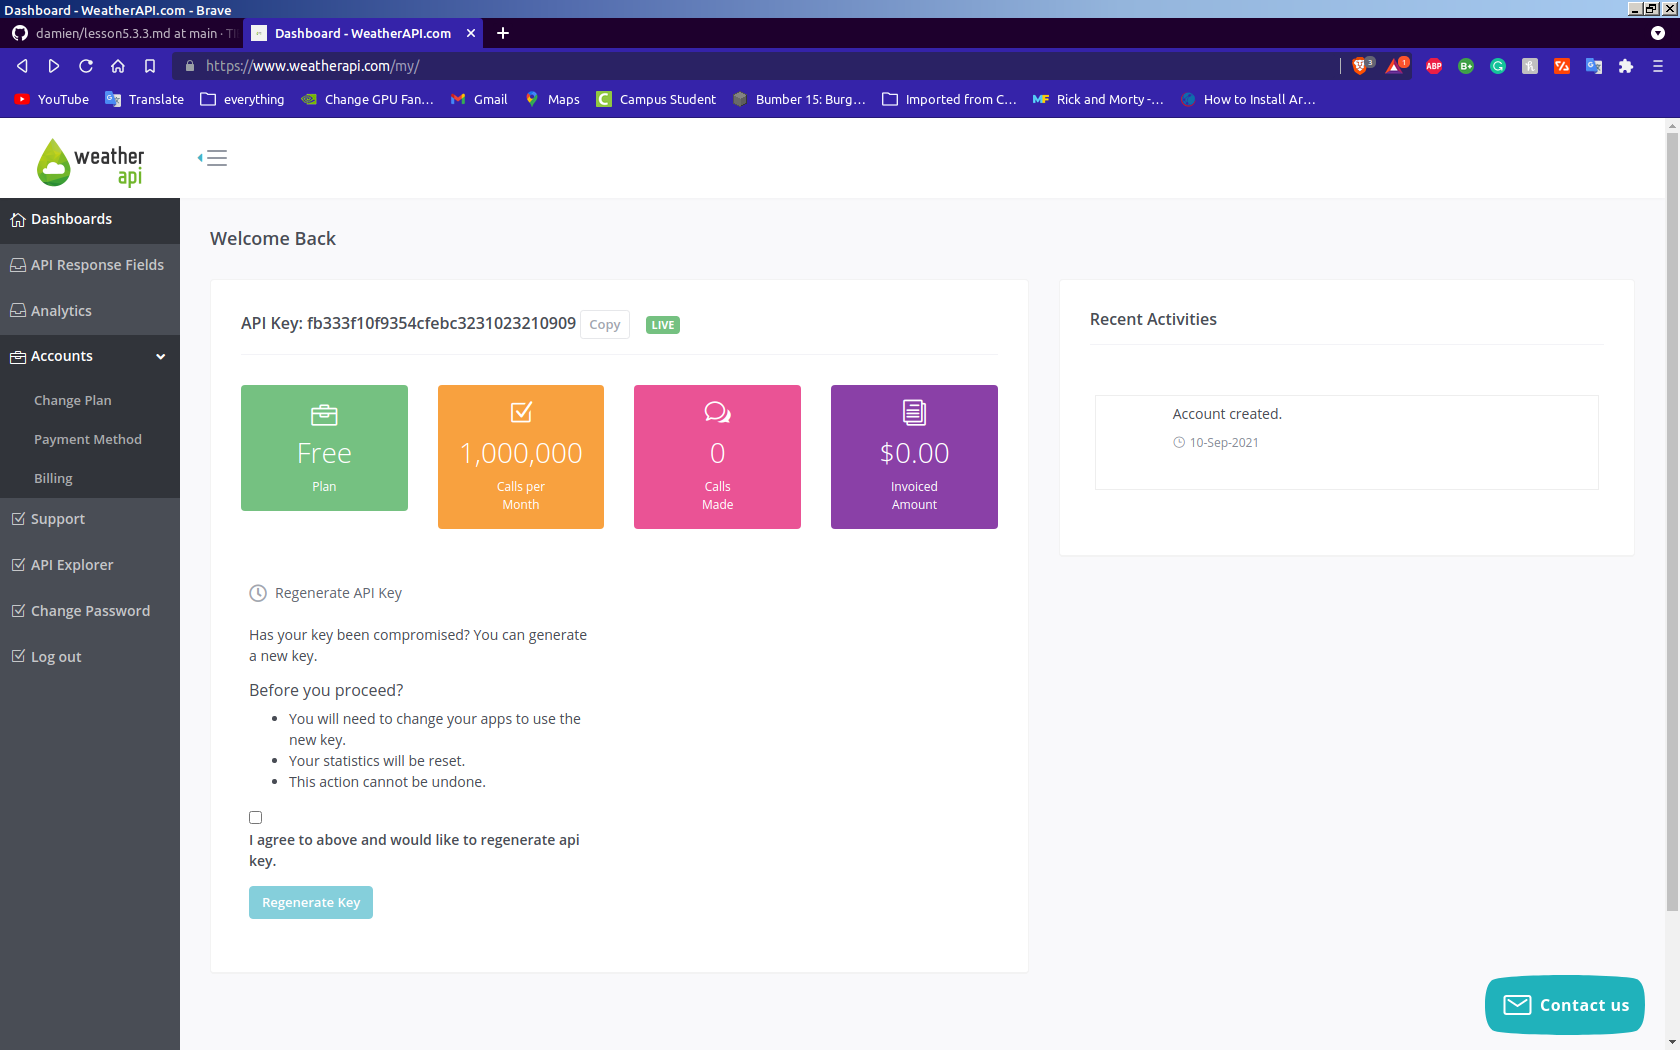 Dashboard - WeatherAPI.com - Brave
damien/lesson5.3.3.md at main ·
Dashboard - WeatherAPI.com
https://www.weatherapi.com/my/
3
1
ABP
B+
YouTube
Translate
everything
Change GPU Fan...
Gmail
Maps
Campus Student
Bumber 15: Burg...
Imported from C...
Rick and Morty -...
How to Install Ar...
weather
api
Dashboards
API Response Fields
Analytics
Accounts
Change Plan
Payment Method
Billing
Support
API Explorer
Change Password
Log out
Welcome Back
API Key: fb333f10f9354cfebc3231023210909 Copy LIVE
Free
Plan
1,000,000
Calls per
Month
0
Calls
Made
$0.00
Invoiced
Amount
Regenerate API Key
Has your key been compromised? You can generate
a new key.
Before you proceed?
You will need to change your apps to use the
new key.
Your statistics will be reset.
This action cannot be undone.
I agree to above and would like to regenerate api
key.
Regenerate Key
Recent Activities
Account created.
10-Sep-2021
Contact us